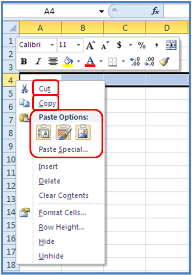 A4 fx
A B C D E
1
2
3
Calibri 11 A A $ % ,
B I A
4
5 Cut
6 Copy
7 Paste Options:
8
9
10 Paste Special...
11 Insert
12 Delete
13 Clear Contents
14 Format Cells...
15 Row Height...
16 Hide
17 Unhide
18